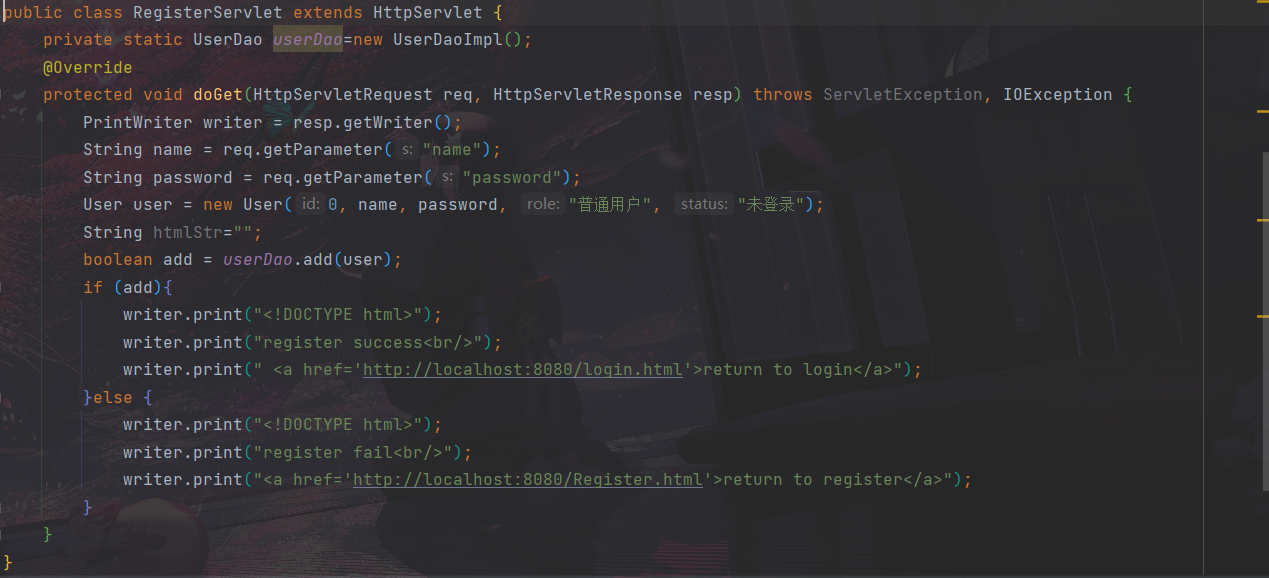 public class RegisterServlet extends HttpServlet {
private static UserDao userDao=new UserDaoImpl();
@Override
protected void doGet(HttpServletRequest req, HttpServletResponse resp) throws ServletException, IOException {
PrintWriter writer = resp.getWriter();
String name = req.getParameter( s: "name");
String password = req.getParameter( s: "password");
User user = new User( id: 0, name, password, role: "普通用户", status: "未登录");
String htmlStr="";
boolean add = userDao.add(user);
if (add){
writer.print("<!DOCTYPE html>");
writer.print("register success<br/>");
writer.print(" <a href='http://localhost:8080/login.html'>return to login</a>");
}else {
writer.print("<!DOCTYPE html>");
writer.print("register fail<br/>");
writer.print("<a href='http://localhost:8080/Register.html'>return to register</a>");
}
}
}